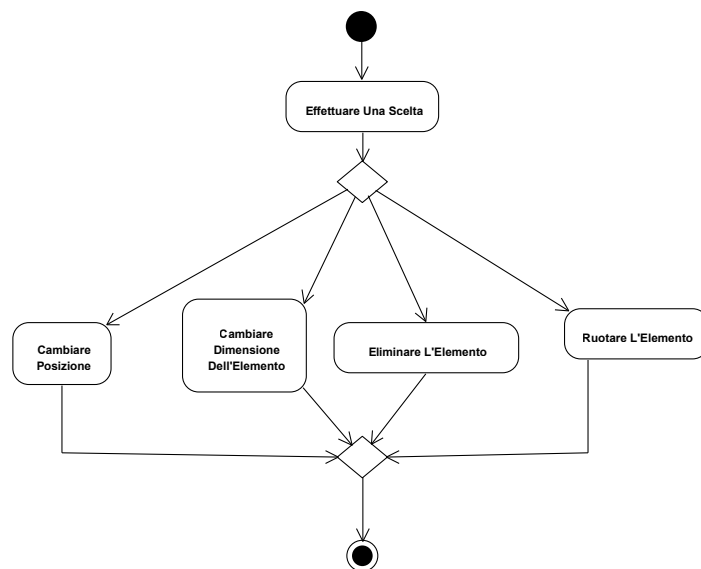 Effettuare Una Scelta
Cambiare
Posizione
Cambiare
Dimensione
Dell'Elemento
Eliminare L'Elemento
Ruotare L'Elemento